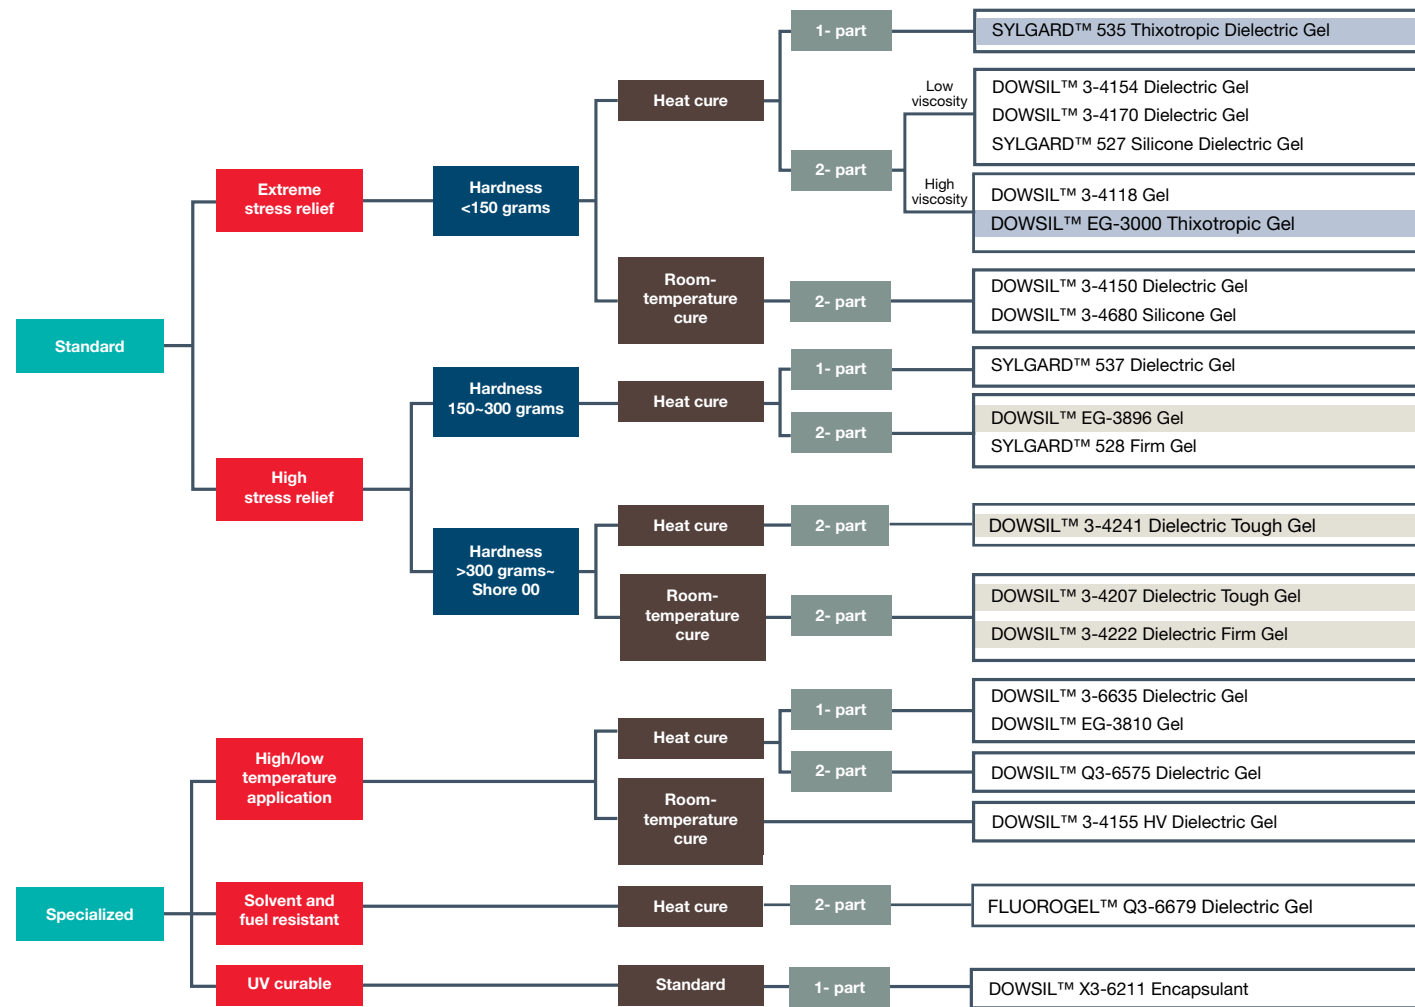 1- part
SYLGARD™ 535 Thixotropic Dielectric Gel
Heat cure
Low
viscosity
DOWSIL™ 3-4154 Dielectric Gel
DOWSIL™ 3-4170 Dielectric Gel
SYLGARD™ 527 Silicone Dielectric Gel
2- part
Extreme
stress relief
Hardness
<150 grams
High
viscosity
DOWSIL™ 3-4118 Gel
DOWSIL™ EG-3000 Thixotropic Gel
Room-
temperature
cure
2- part
DOWSIL™ 3-4150 Dielectric Gel
DOWSIL™ 3-4680 Silicone Gel
Standard
Hardness
150~300 grams
Heat cure
1- part
SYLGARD™ 537 Dielectric Gel
2- part
DOWSIL™ EG-3896 Gel
SYLGARD™ 528 Firm Gel
High
stress relief
Hardness
>300 grams~
Shore 00
Heat cure
2- part
DOWSIL™ 3-4241 Dielectric Tough Gel
Room-
temperature
cure
2- part
DOWSIL™ 3-4207 Dielectric Tough Gel
DOWSIL™ 3-4222 Dielectric Firm Gel
High/low
temperature
application
Heat cure
1- part
DOWSIL™ 3-6635 Dielectric Gel
DOWSIL™ EG-3810 Gel
2- part
DOWSIL™ Q3-6575 Dielectric Gel
Room-
temperature
cure
DOWSIL™ 3-4155 HV Dielectric Gel
Specialized
Solvent and
fuel resistant
Heat cure
2- part
FLUOROGEL™ Q3-6679 Dielectric Gel
UV curable
Standard
1- part
DOWSIL™ X3-6211 Encapsulant